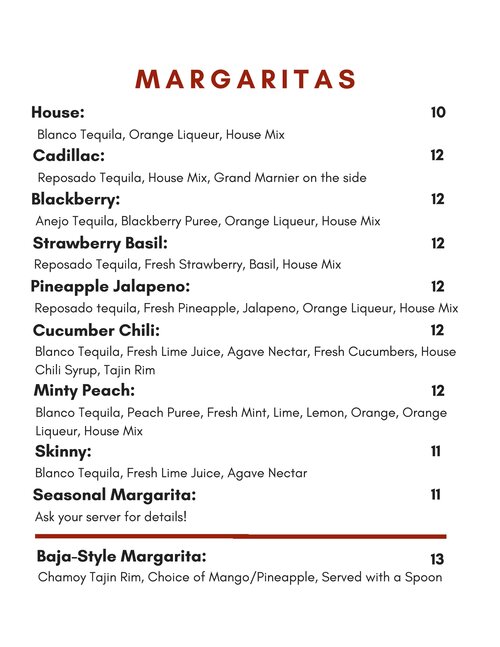 MARGARITAS
House: 10
Blanco Tequila, Orange Liqueur, House Mix
Cadillac: 12
Reposado Tequila, House Mix, Grand Marnier on the side
Blackberry: 12
Anejo Tequila, Blackberry Puree, Orange Liqueur, House Mix
Strawberry Basil: 12
Reposado Tequila, Fresh Strawberry, Basil, House Mix
Pineapple Jalapeno: 12
Reposado tequila, Fresh Pineapple, Jalapeno, Orange Liqueur, House Mix
Cucumber Chili: 12
Blanco Tequila, Fresh Lime Juice, Agave Nectar, Fresh Cucumbers, House
Chili Syrup, Tajin Rim
Minty Peach: 12
Blanco Tequila, Peach Puree, Fresh Mint, Lime, Lemon, Orange, Orange
Liqueur, House Mix
Skinny: 11
Blanco Tequila, Fresh Lime Juice, Agave Nectar
Seasonal Margarita: 11
Ask your server for details!
Baja-Style Margarita: 13
Chamoy Tajin Rim, Choice of Mango/Pineapple, Served with a Spoon